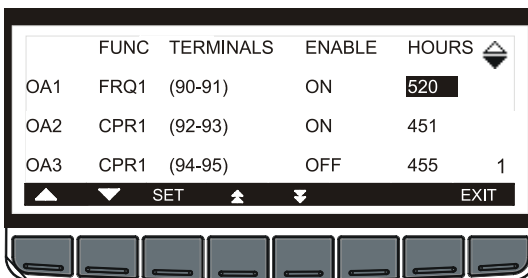 FUNC TERMINALS ENABLE HOURS
OA1 FRQ1 (90-91) ON 520
OA2 CPR1 (92-93) ON 451
OA3 CPR1 (94-95) OFF 455 1
SET EXIT